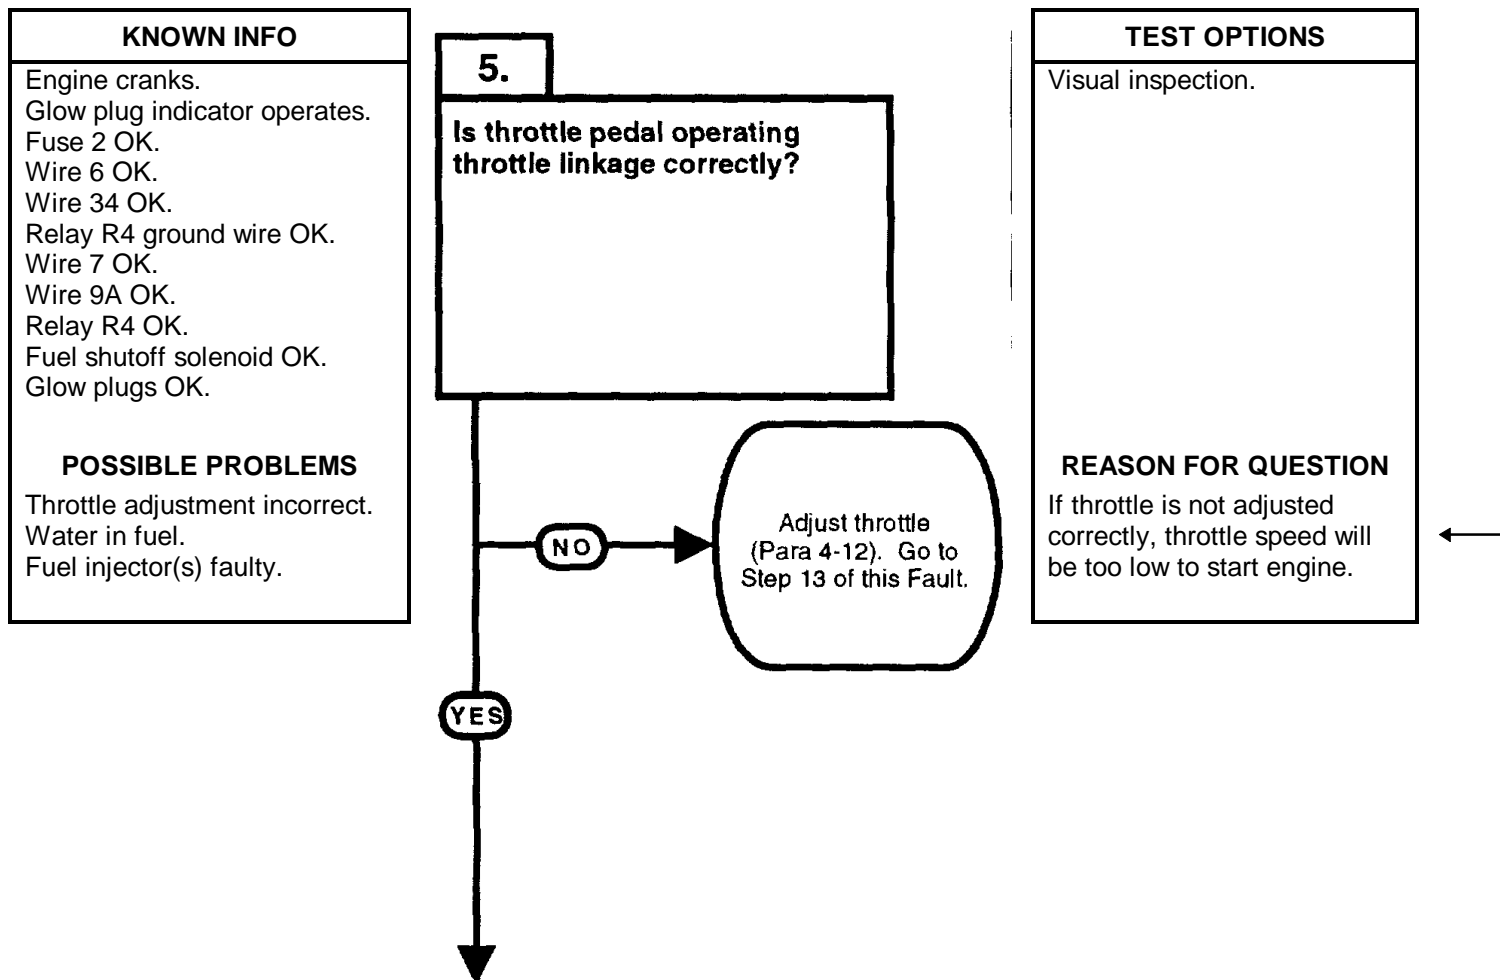 KNOWN INFO
Engine cranks.
Glow plug indicator operates.
Fuse 2 OK.
Wire 6 OK.
Wire 34 OK.
Relay R4 ground wire OK.
Wire 7 OK.
Wire 9A OK.
Relay R4 OK.
Fuel shutoff solenoid OK.
Glow plugs OK.
POSSIBLE PROBLEMS
Throttle adjustment incorrect.
Water in fuel.
Fuel injector(s) faulty.
5.
Is throttle pedal operating
throttle linkage correctly?
NO
Adjust throttle
(Para 4-12). Go to
Step 13 of this Fault.
YES
TEST OPTIONS
Visual inspection.
REASON FOR QUESTION
If throttle is not adjusted
correctly, throttle speed will
be too low to start engine.